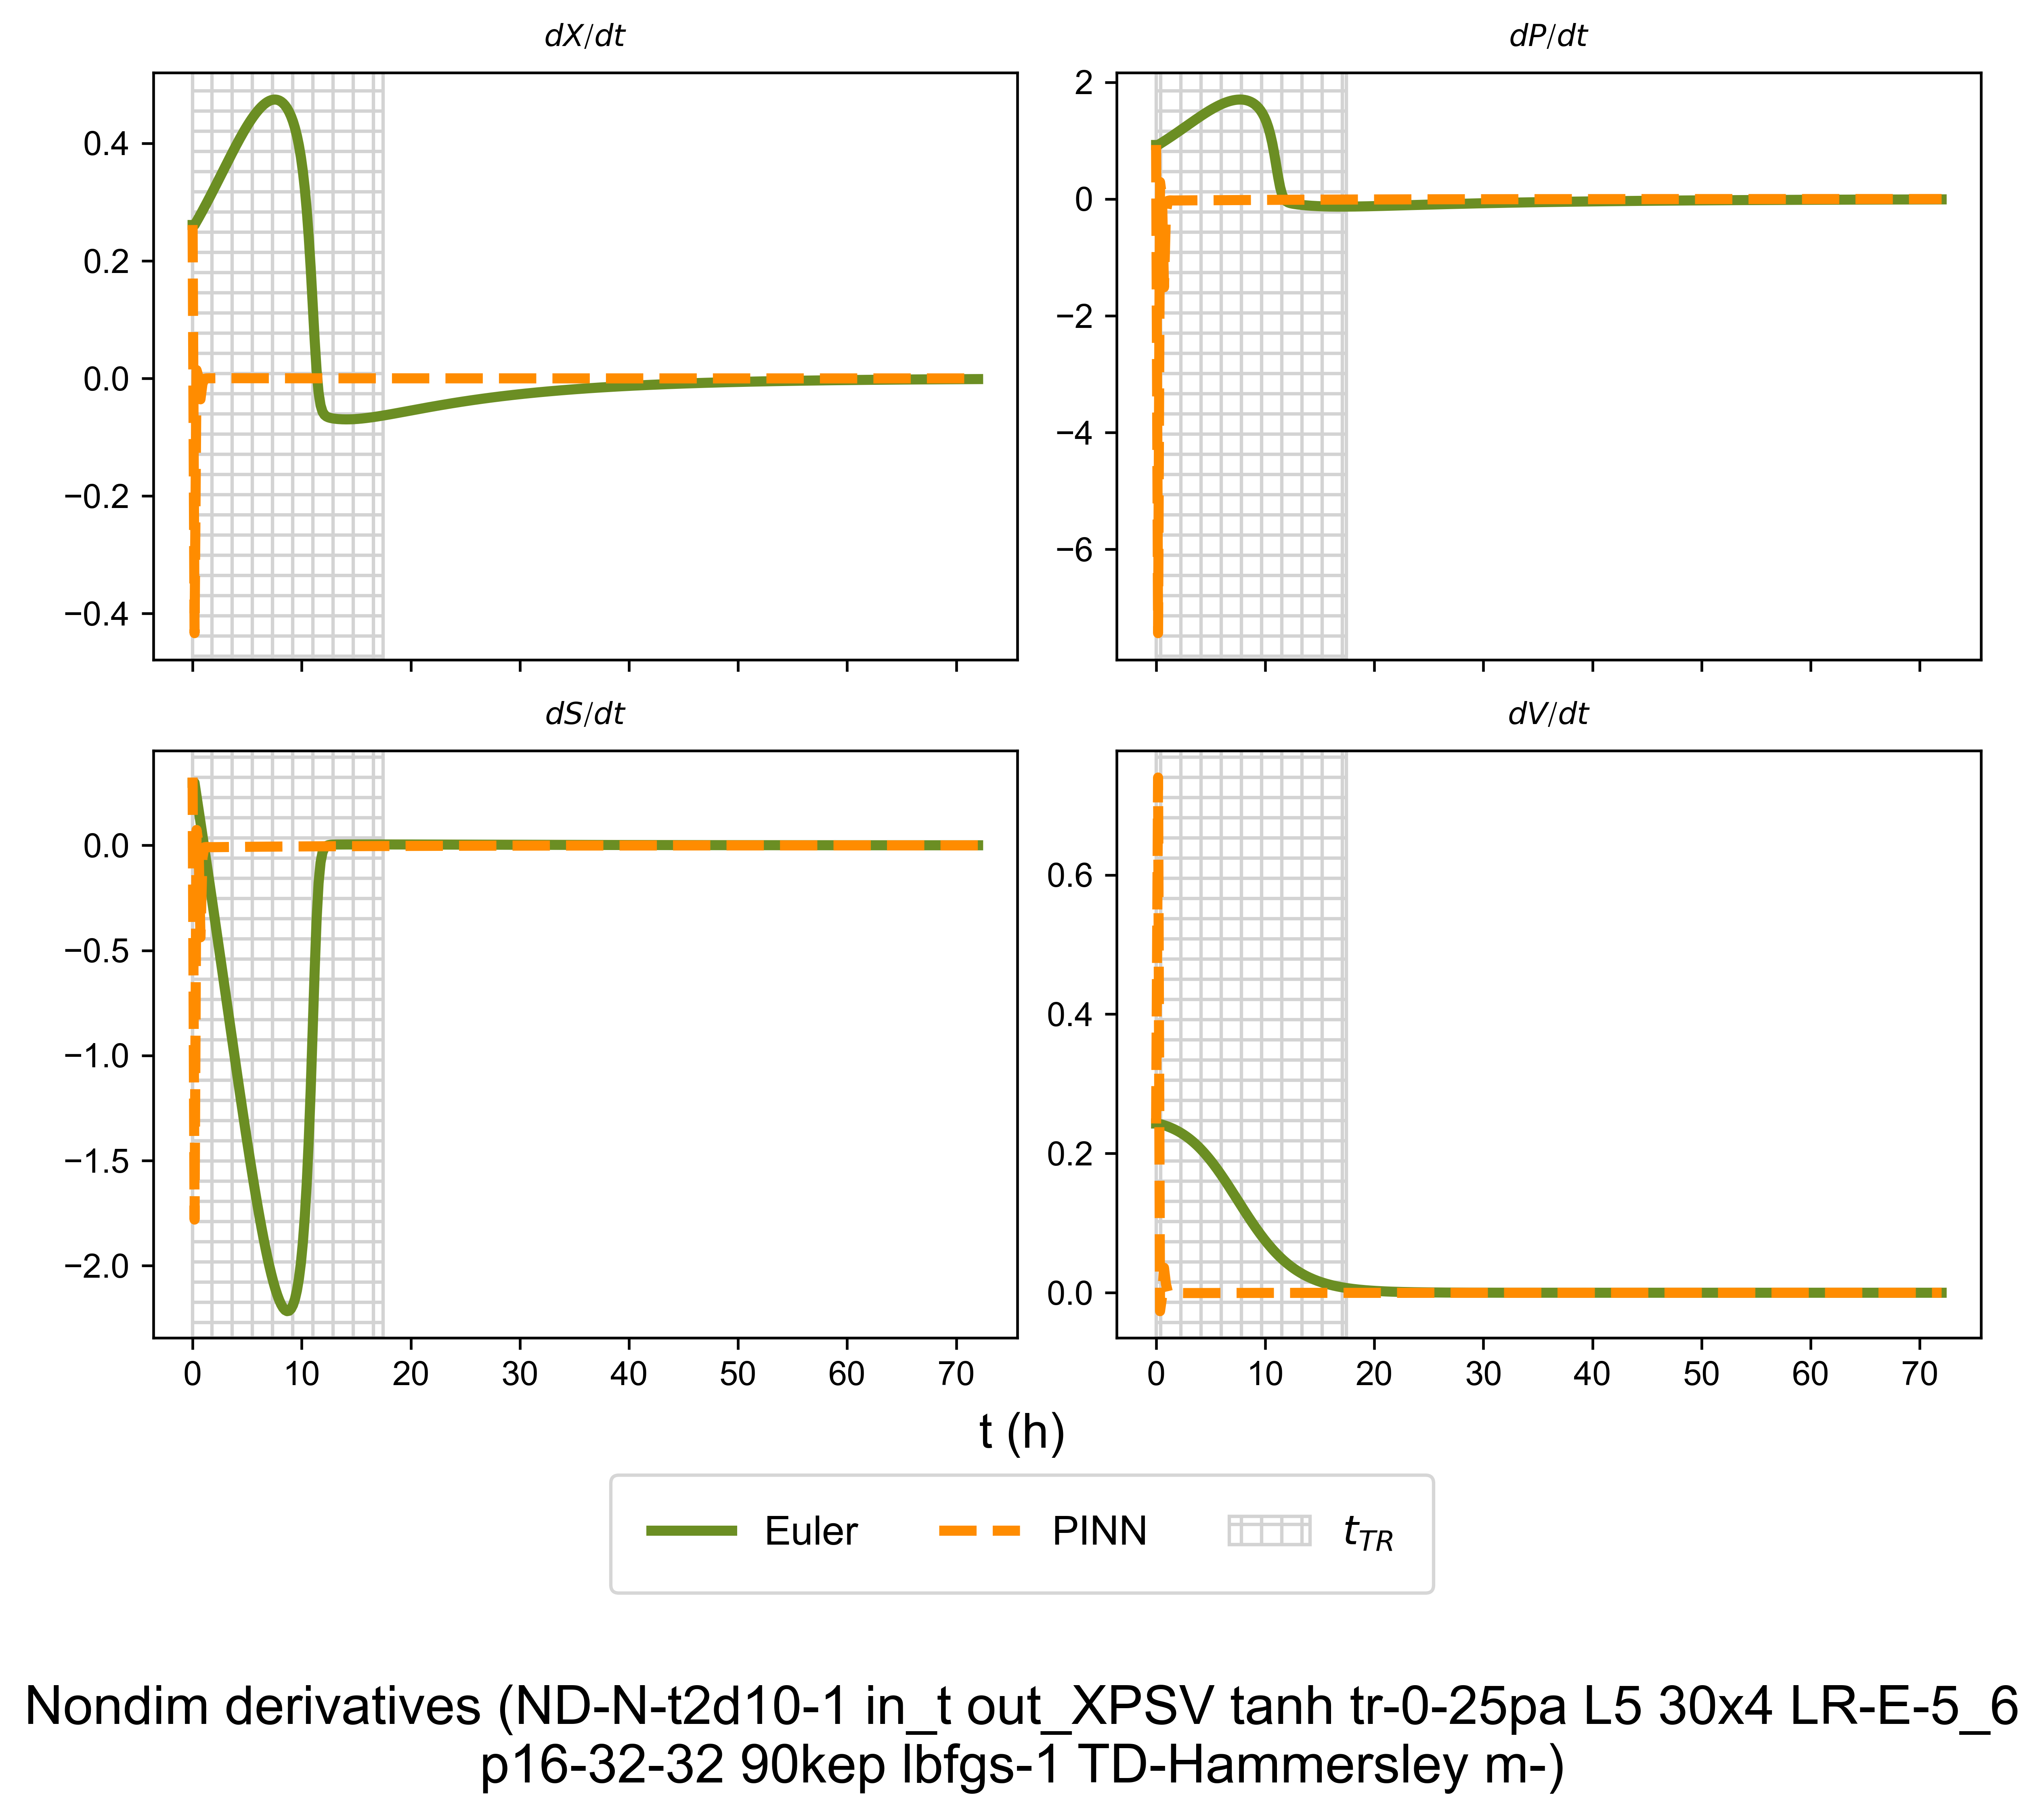 dX/dt
dP/dt
0.4
0.2
0.0
−0.2
−0.4
2
0
−2
−4
−6
dS/dt
dV/dt
0.0
−0.5
−1.0
−1.5
−2.0
0.6
0.4
0.2
0.0
0 10 20 30 40 50 60 70
0 10 20 30 40 50 60 70
t (h)
Euler PINN t_TR
Nondim derivatives (ND-N-t2d10-1 in_t out_XPSV tanh tr-0-25pa L5 30x4 LR-E-5_6
p16-32-32 90kep lbfgs-1 TD-Hammersley m-)